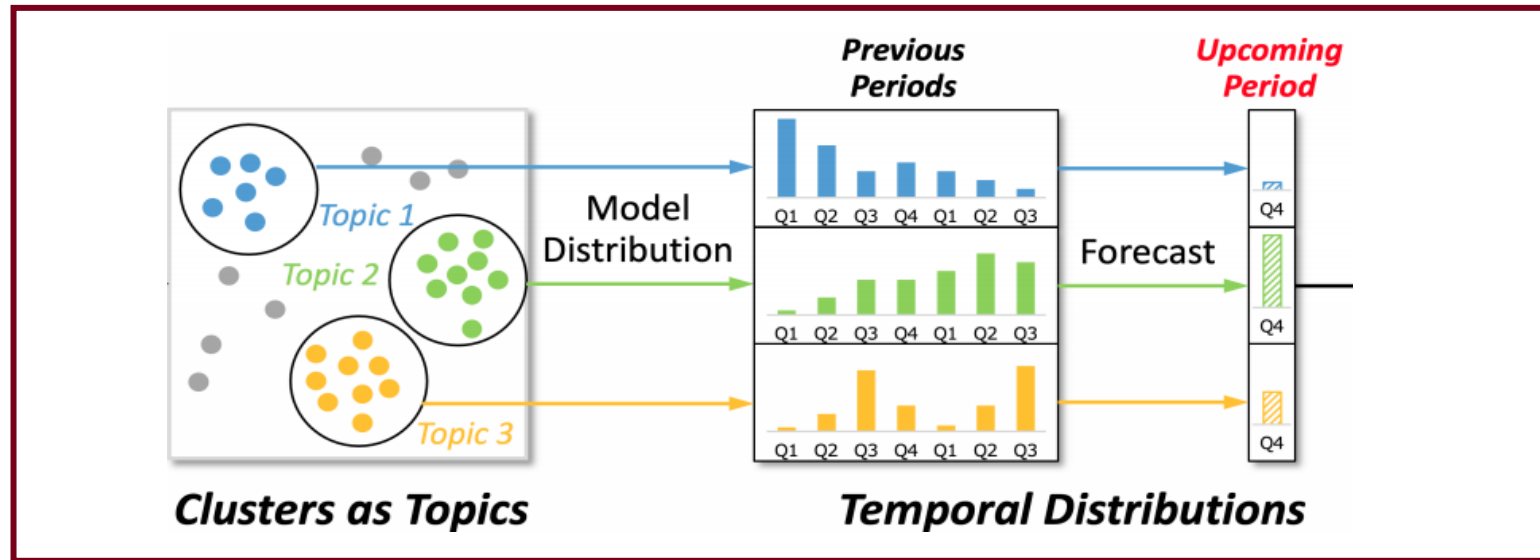 Previous
Periods
Upcoming
Period
Topic 1
Topic 2
Topic 3
Model
Distribution
Q1 Q2 Q3 Q4 Q1 Q2 Q3
Q1 Q2 Q3 Q4 Q1 Q2 Q3
Q1 Q2 Q3 Q4 Q1 Q2 Q3
Forecast
Q4
Q4
Q4
Clusters as Topics
Temporal Distributions